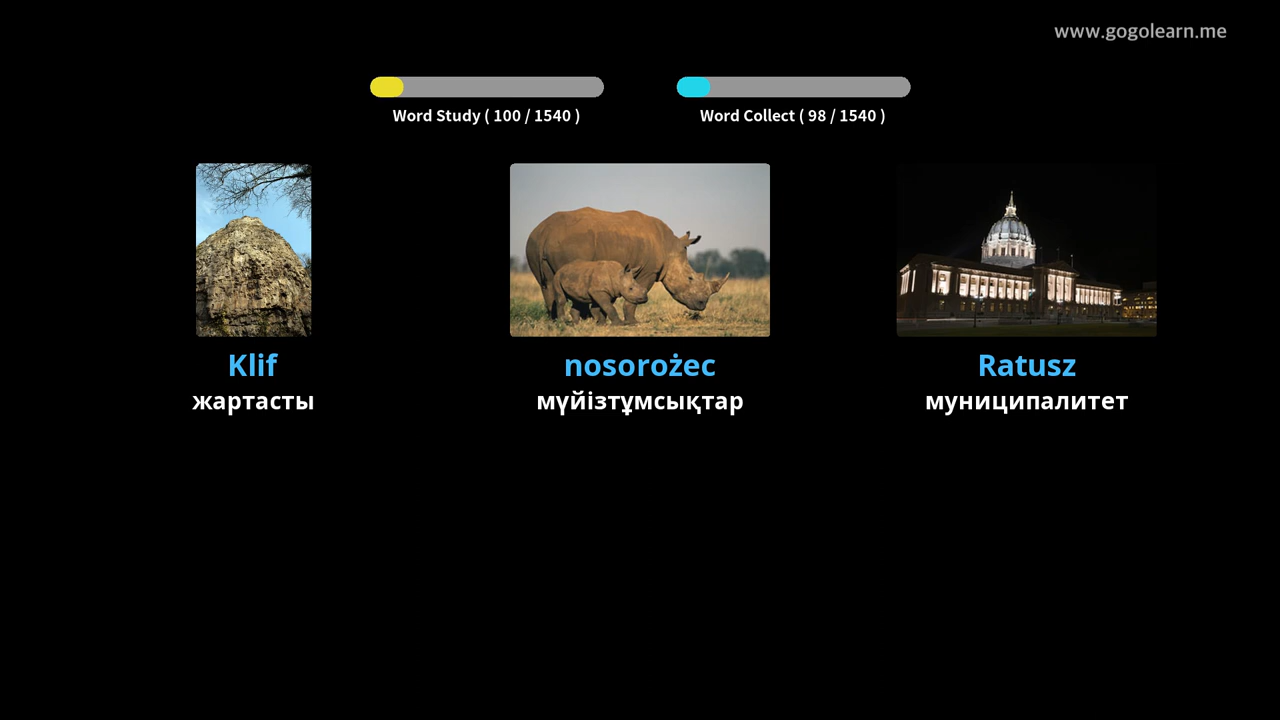 www.gogolearn.me
Word Study ( 100 / 1540 )
Word Collect ( 98 / 1540 )
Klif
жартасты
nosorożec
мүйізтұмсықтар
Ratusz
муниципалитет